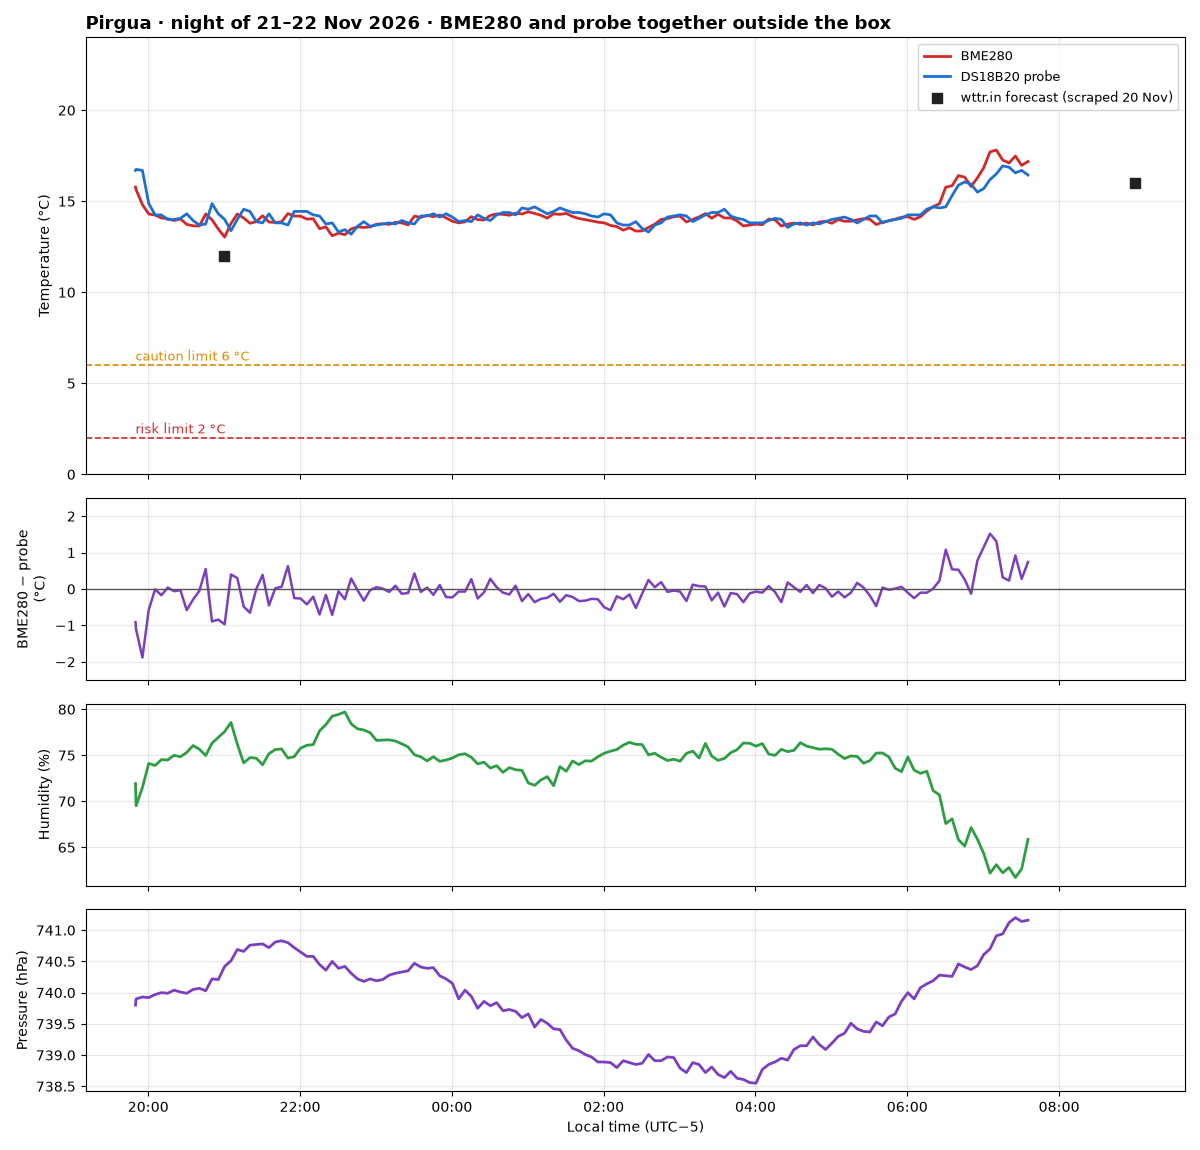 Pirgua · night of 21–22 Nov 2026 · BME280 and probe together outside the box
BME280
DS18B20 probe
wttr.in forecast (scraped 20 Nov)
Temperature (°C)
20
15
10
5
0
caution limit 6 °C
risk limit 2 °C
BME280 − probe
(°C)
2
1
0
−1
−2
Humidity (%)
80
75
70
65
Pressure (hPa)
741.0
740.5
740.0
739.5
739.0
738.5
20:00 22:00 00:00 02:00 04:00 06:00 08:00
Local time (UTC−5)